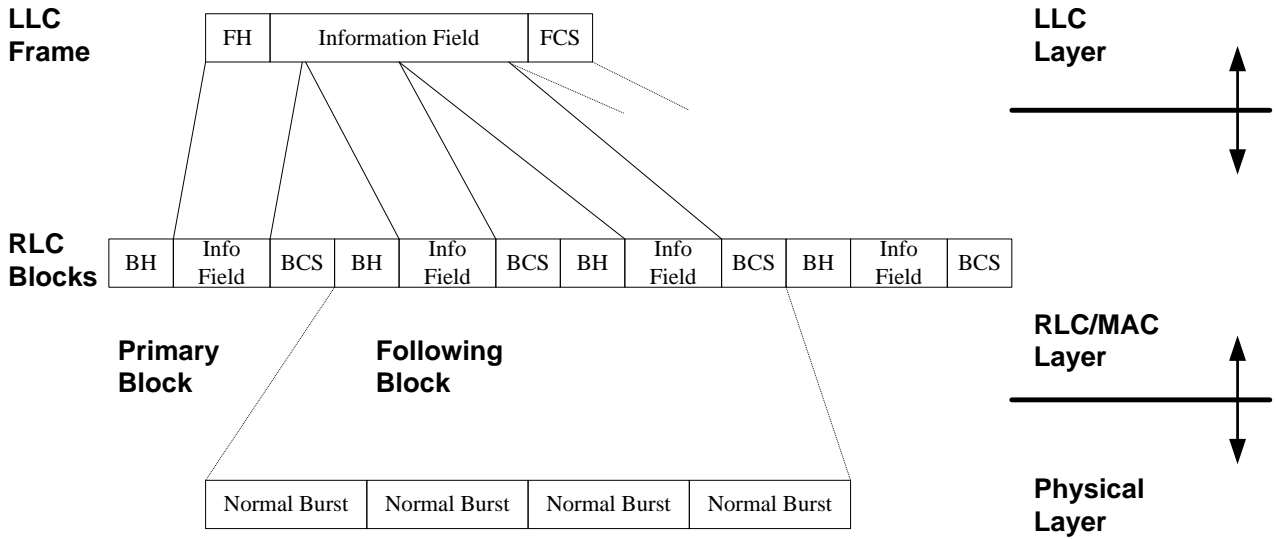 LLC
Frame
FH Information Field FCS
LLC
Layer
RLC
Blocks
BH Info Field BCS BH Info Field BCS BH Info Field BCS BH Info Field BCS
Primary
Block
Following
Block
RLC/MAC
Layer
Normal Burst Normal Burst Normal Burst Normal Burst
Physical
Layer